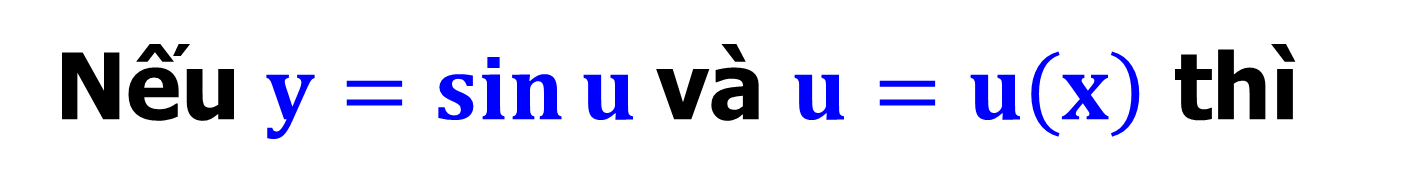 Nếu y = sin u và u = u(x) thì